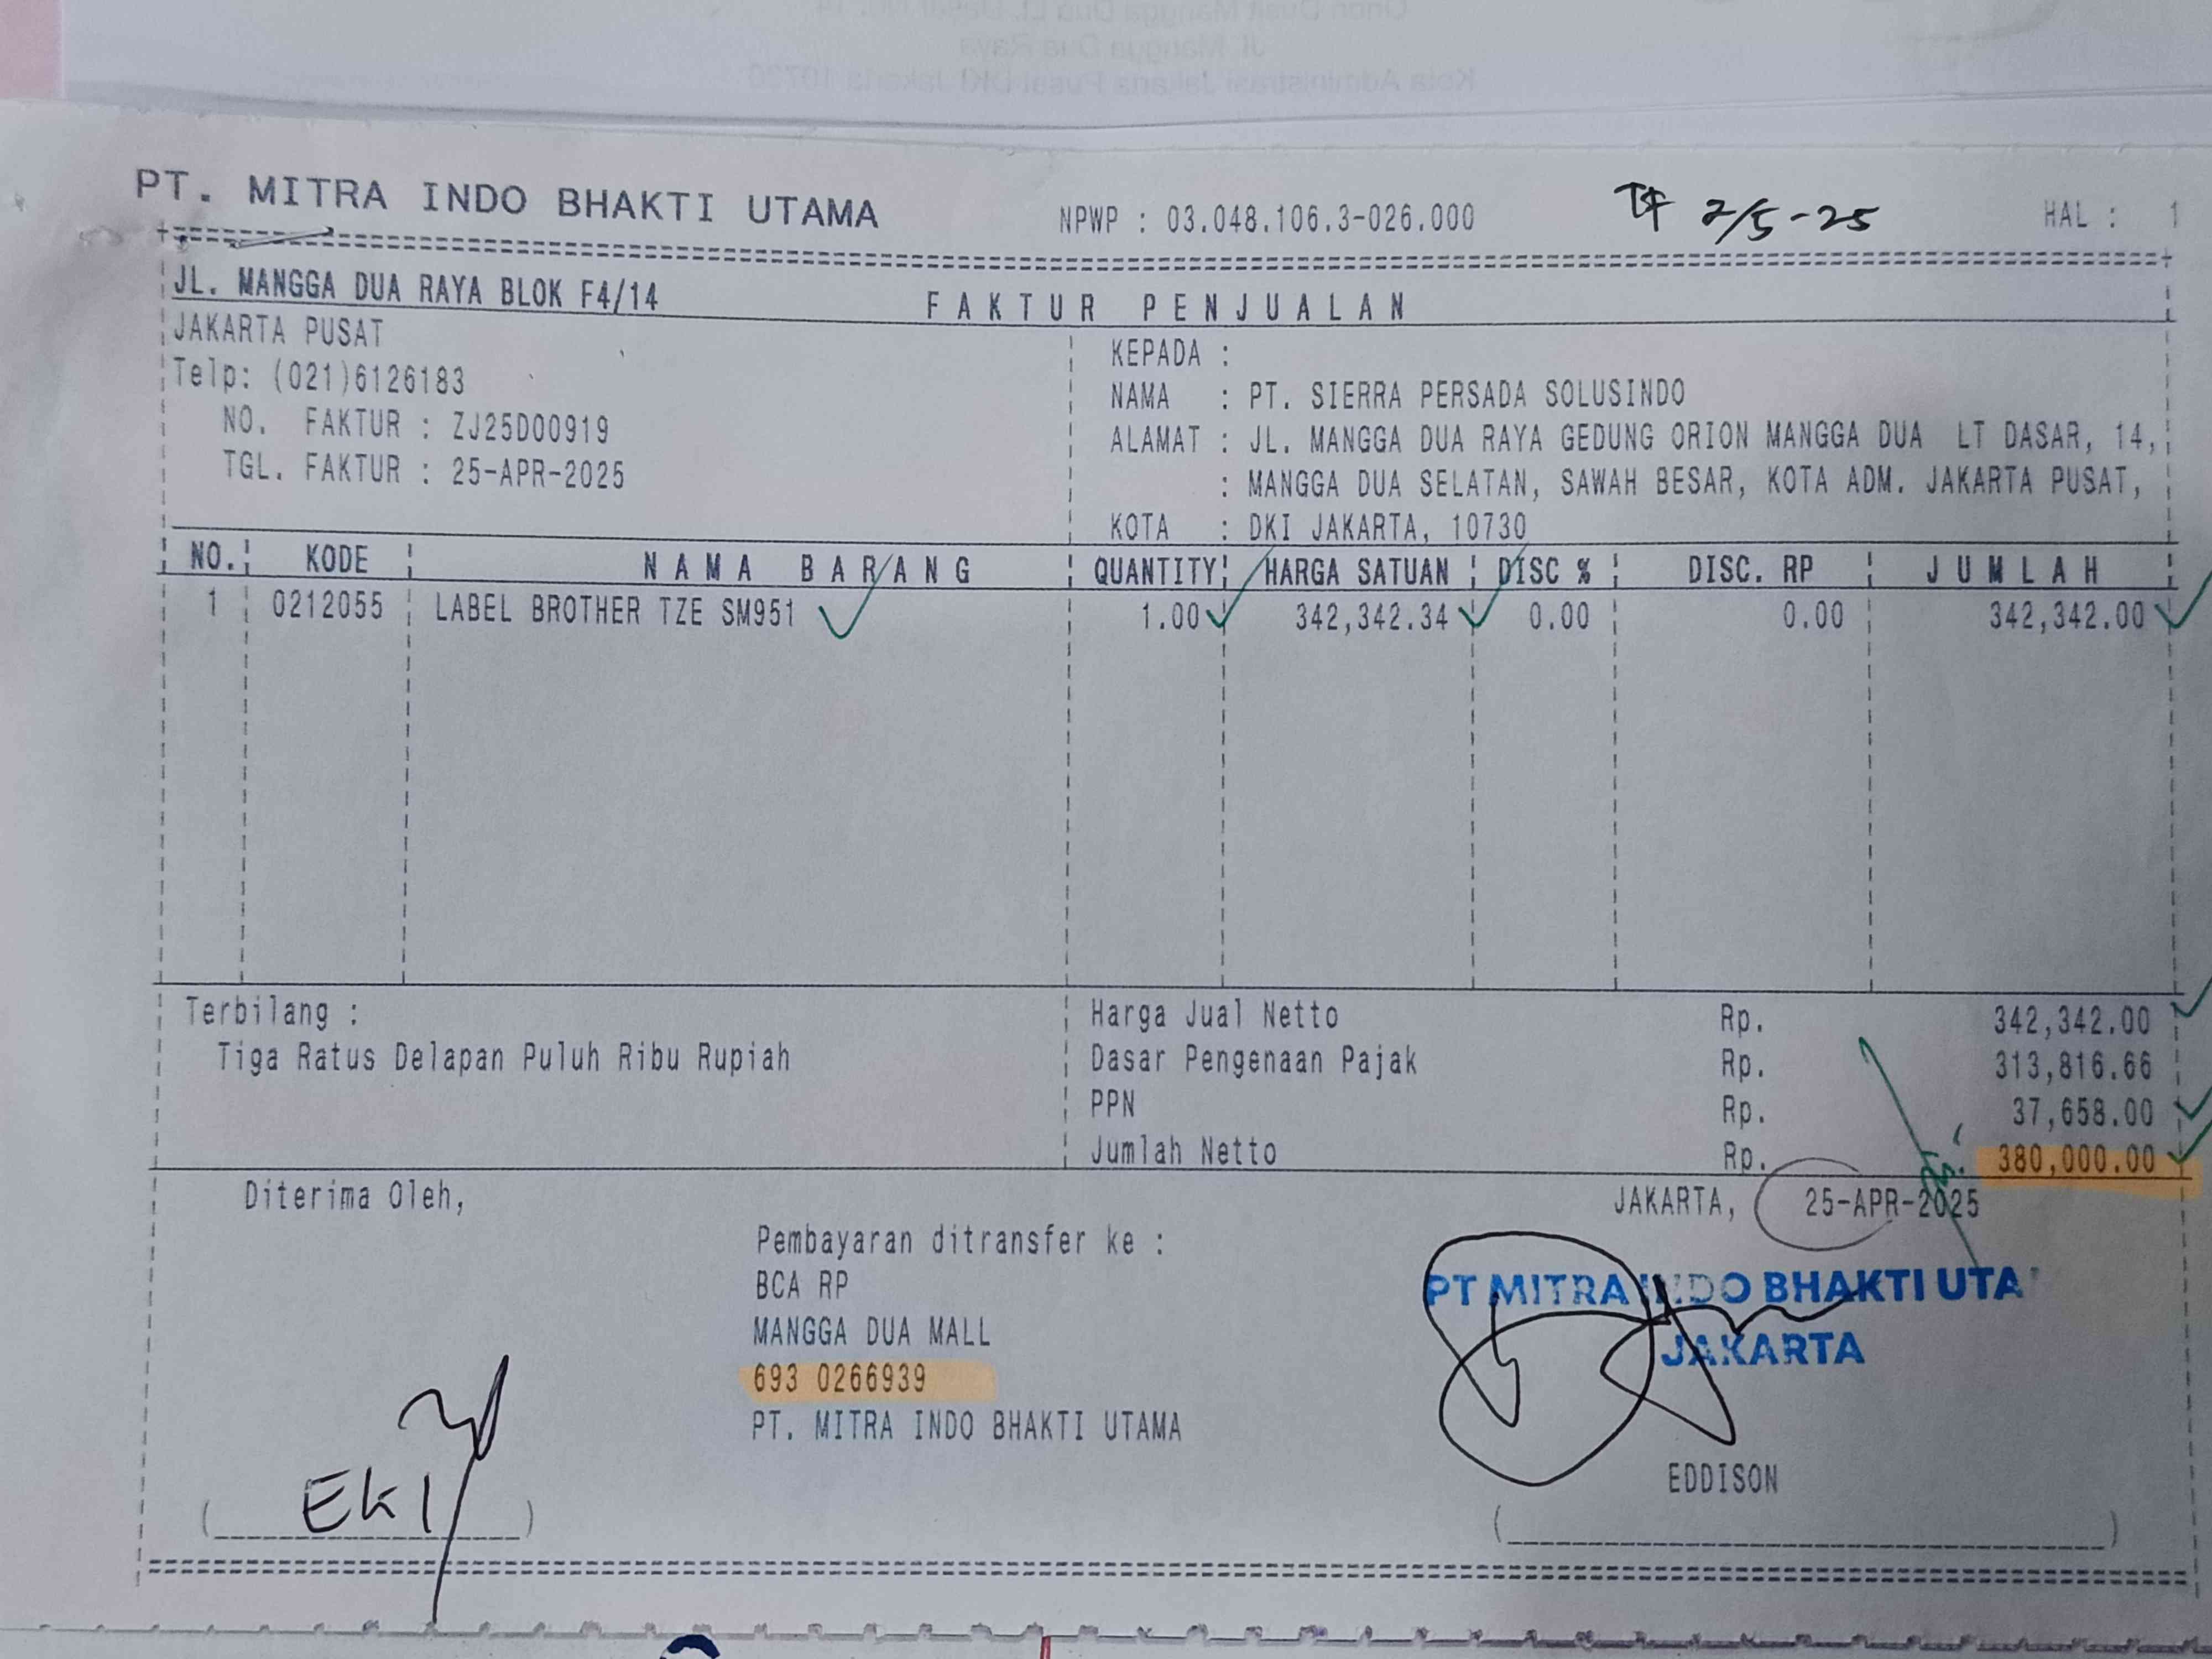 PT. MITRA INDO BHAKTI UTAMA
NPWP : 03.048.106.3-026.000
TF 2/5-25
HAL : 1
JL. MANGGA DUA RAYA BLOK F4/14
FAKTUR PENJUALAN
JAKARTA PUSAT
Telp: (021)6126183
NO. FAKTUR : ZJ25D00919
TGL. FAKTUR : 25-APR-2025
KEPADA :
NAMA : PT. SIERRA PERSADA SOLUSINDO
ALAMAT : JL. MANGGA DUA RAYA GEDUNG ORION MANGGA DUA LT DASAR, 14,
: MANGGA DUA SELATAN, SAWAH BESAR, KOTA ADM. JAKARTA PUSAT,
KOTA : DKI JAKARTA, 10730
NO. KODE NAMA BARANG QUANTITY HARGA SATUAN DISC % DISC. RP JUMLAH
1 0212055 LABEL BROTHER TZE SM951 1.00 342,342.34 0.00 0.00 342,342.00
Terbilang :
Tiga Ratus Delapan Puluh Ribu Rupiah
Harga Jual Netto Rp. 342,342.00
Dasar Pengenaan Pajak Rp. 313,816.66
PPN Rp. 37,658.00
Jumlah Netto Rp. 380,000.00
Diterima Oleh,
EKI
Pembayaran ditransfer ke :
BCA RP
MANGGA DUA MALL
693 0266939
PT. MITRA INDO BHAKTI UTAMA
JAKARTA, 25-APR-2025
PT MITRA INDO BHAKTI UTA
JAKARTA
EDDISON